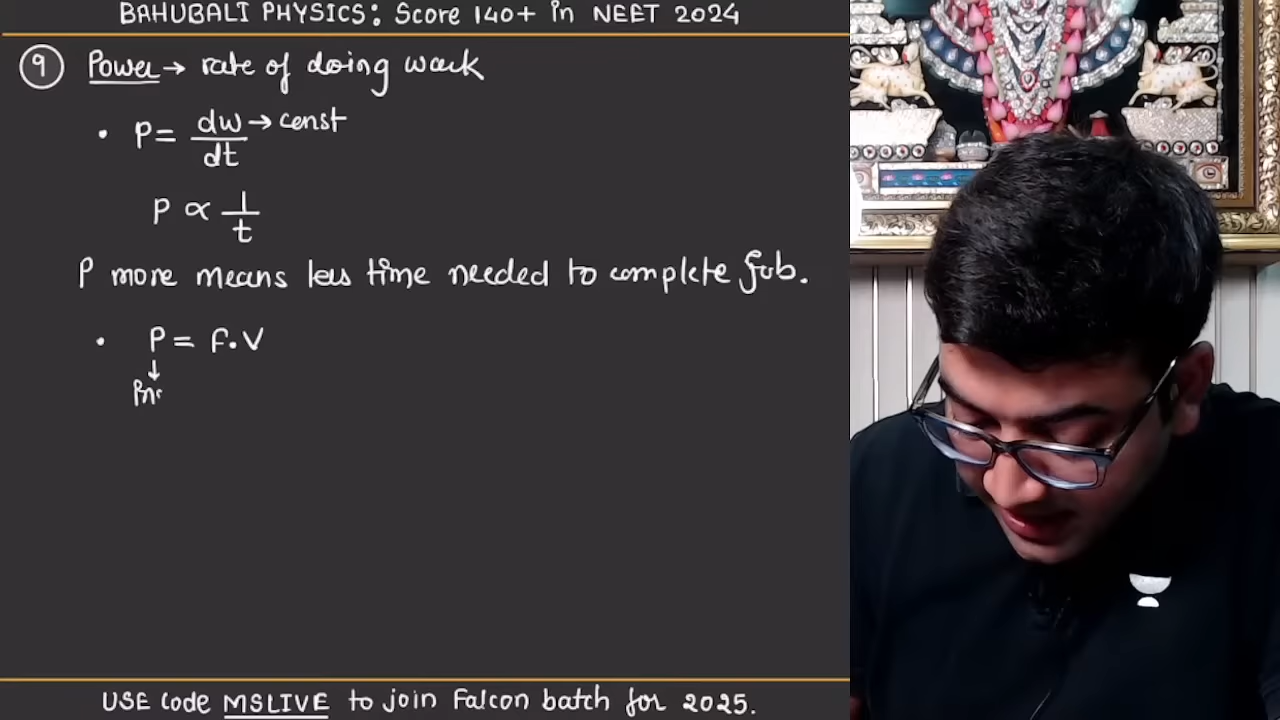 BAHUBALI PHYSICS: Score 140+ in NEET 2024
9 Power → rate of doing work
• P = dw/dt → const
P ∝ 1/t
P more means less time needed to complete job.
• P = F.V
↓
USE Code MSLIVE to join Falcon batch for 2025.